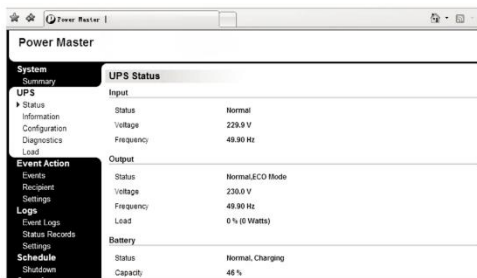 Power Master |
Power Master
System
Summary
UPS
Status
Information
Configuration
Diagnostics
Load
Event Action
Events
Recipient
Settings
Logs
Event Logs
Status Records
Settings
Schedule
Shutdown
UPS Status
Input
Status Normal
Voltage 229.9 V
Frequency 49.90 Hz
Output
Status Normal,ECO Mode
Voltage 230.0 V
Frequency 49.90 Hz
Load 0 % (0 Watts)
Battery
Status Normal, Charging
Capacity 46 %